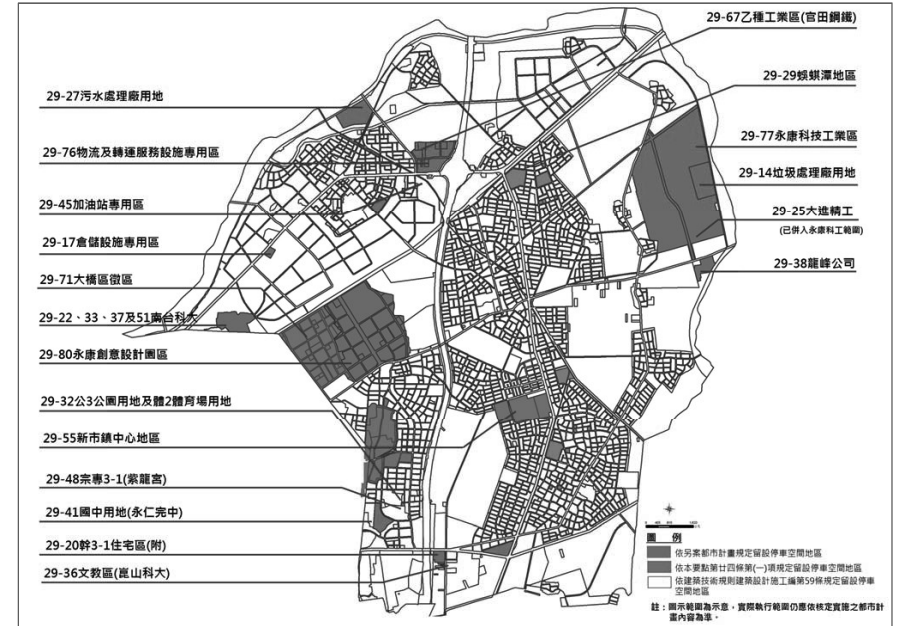 29-67乙種工業區(官田鋼鐵)
29-29蜈蜞潭地區
29-77永康科技工業區
29-14垃圾處理廠用地
29-25大進精工
(已併入永康科工範圍)
29-38龍峰公司
29-27污水處理廠用地
29-76物流及轉運服務設施專用區
29-45加油站專用區
29-17倉儲設施專用區
29-71大橋區徵區
29-22、33、37及51南台科大
29-80永康創意設計園區
29-32公3公園用地及體2體育場用地
29-55新市鎮中心地區
29-48宗專3-1(紫龍宮)
29-41國中用地(永仁完中)
29-20幹3-1住宅區(附)
29-36文教區(崑山科大)
圖 例
依另案都市計畫規定留設停車空間地區
依本要點第廿四條第(一)項規定留設停車空間地區
依建築技術規則建築設計施工編第59條規定留設停車
空間地區
註：圖示範圍為示意，實際執行範圍仍應依核定實施之都市計
畫內容為準。